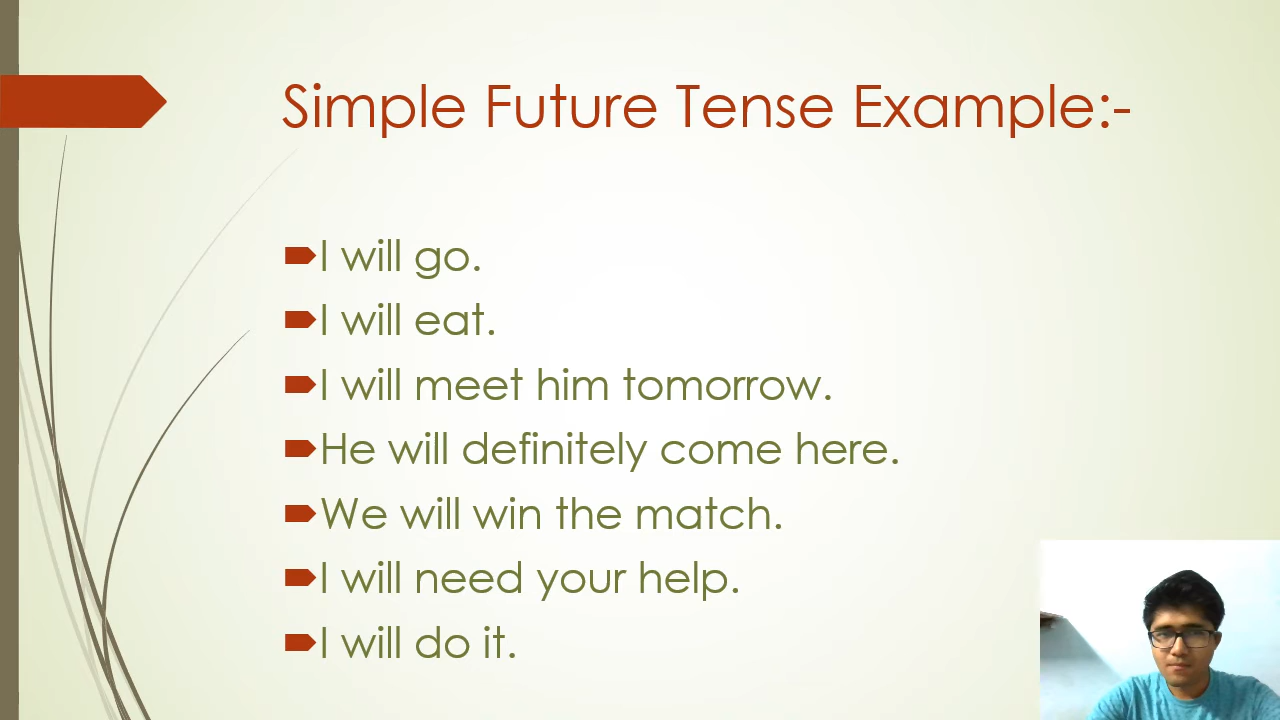 Simple Future Tense Example:-
I will go.
I will eat.
I will meet him tomorrow.
He will definitely come here.
We will win the match.
I will need your help.
I will do it.